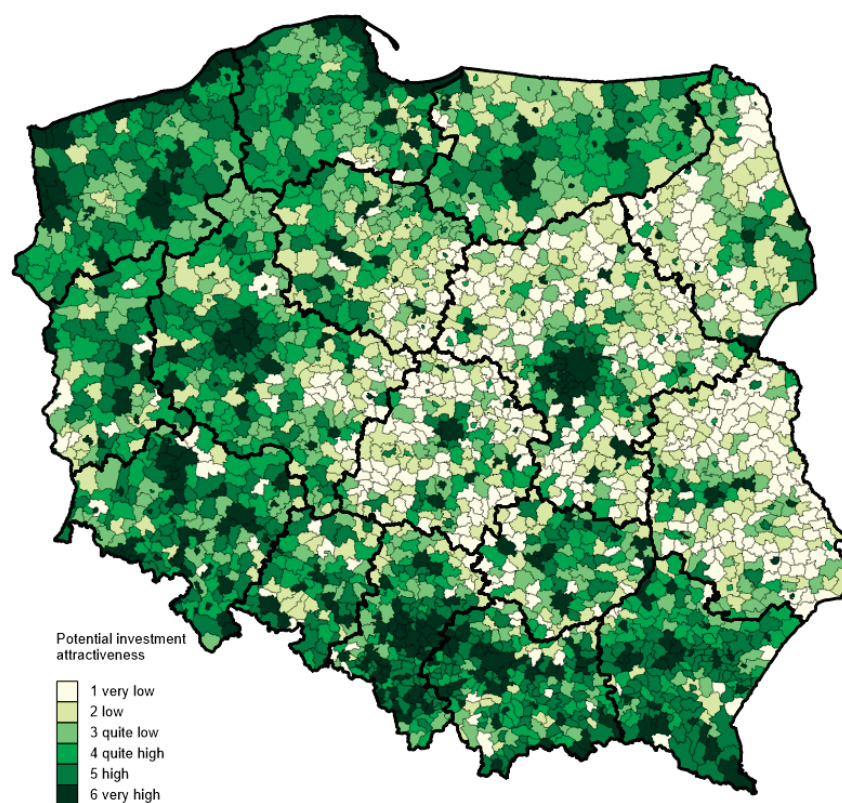 Potential investment
attractiveness
1 very low
2 low
3 quite low
4 quite high
5 high
6 very high